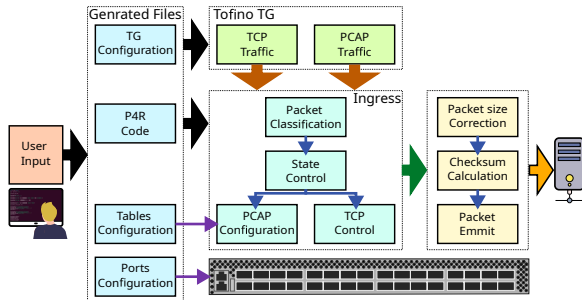 Genrated Files
Tofino TG
TG
Configuration
TCP
Traffic
PCAP
Traffic
Ingress
P4R
Code
Packet
Classification
Packet size
Correction
User
Input
State
Control
Checksum
Calculation
Tables
Configuration
PCAP
Configuration
TCP
Control
Packet
Emmit
Ports
Configuration